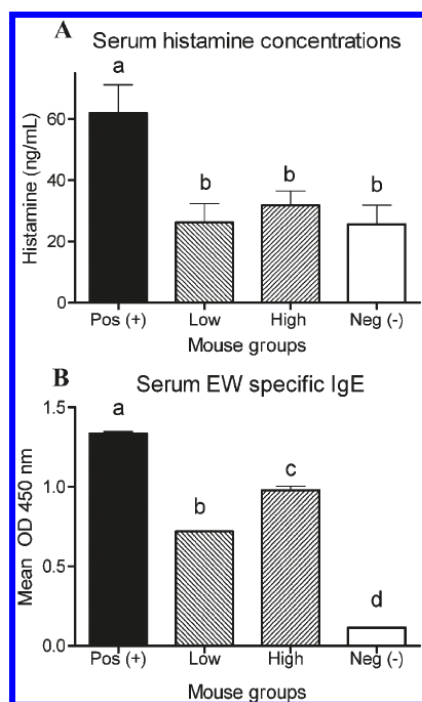 A
Serum histamine concentrations
Histamine (ng/mL)
60
40
20
0
a
b
b
b
Pos (+) Low High Neg (-)
Mouse groups
B
Serum EW specific IgE
Mean OD 450 nm
1.5
1.0
0.5
0.0
a
b
c
d
Pos (+) Low High Neg (-)
Mouse groups